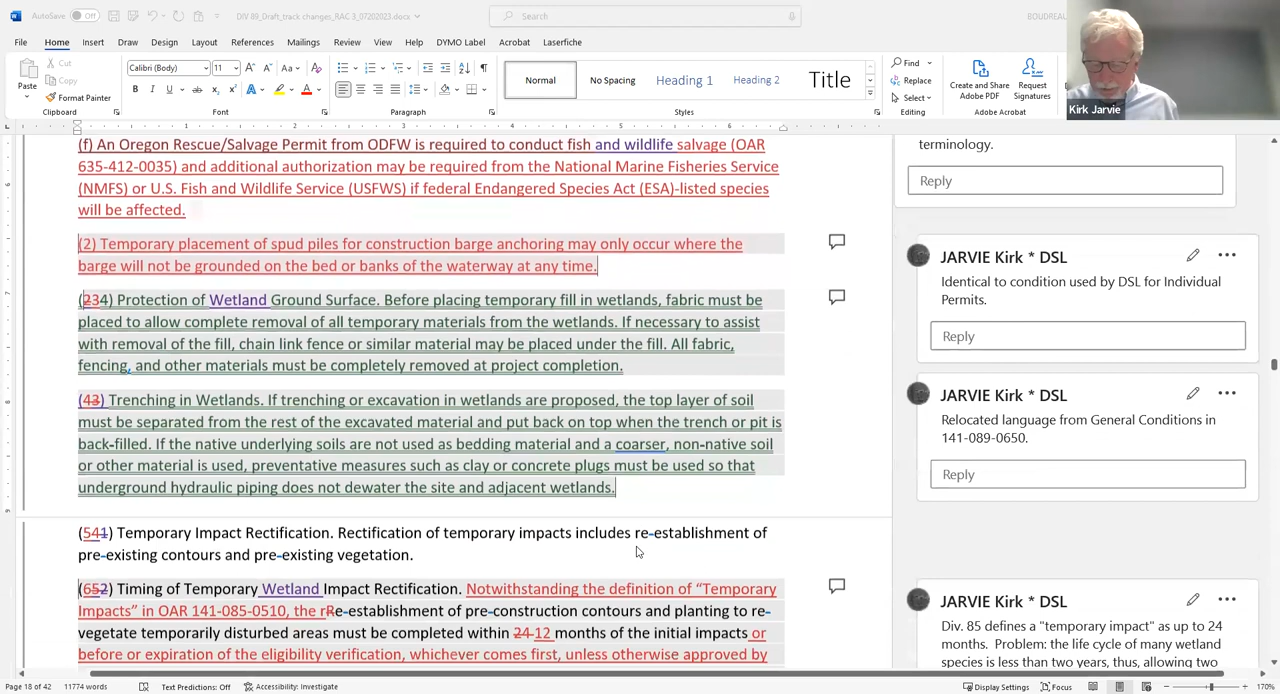 AutoSave Off DIV 89_Draft_track changes_RAC 3_07202023.docx Search BOUDREAU
File Home Insert Draw Design Layout References Mailings Review View Help DYMO Label Acrobat Laserfiche
Paste Cut Copy Format Painter Calibri (Body) 11 Normal No Spacing Heading 1 Heading 2 Title Find Replace Select Create and Share Adobe PDF Request Signatures
Clipboard Font Paragraph Styles Editing Adobe Acrobat
Kirk Jarvie
(f) An Oregon Rescue/Salvage Permit from ODFW is required to conduct fish and wildlife salvage (OAR
635-412-0035) and additional authorization may be required from the National Marine Fisheries Service
(NMFS) or U.S. Fish and Wildlife Service (USFWS) if federal Endangered Species Act (ESA)-listed species
will be affected.
(2) Temporary placement of spud piles for construction barge anchoring may only occur where the
barge will not be grounded on the bed or banks of the waterway at any time.
(234) Protection of Wetland Ground Surface. Before placing temporary fill in wetlands, fabric must be
placed to allow complete removal of all temporary materials from the wetlands. If necessary to assist
with removal of the fill, chain link fence or similar material may be placed under the fill. All fabric,
fencing, and other materials must be completely removed at project completion.
(43) Trenching in Wetlands. If trenching or excavation in wetlands are proposed, the top layer of soil
must be separated from the rest of the excavated material and put back on top when the trench or pit is
back-filled. If the native underlying soils are not used as bedding material and a coarser, non-native soil
or other material is used, preventative measures such as clay or concrete plugs must be used so that
underground hydraulic piping does not dewater the site and adjacent wetlands.
(541) Temporary Impact Rectification. Rectification of temporary impacts includes re-establishment of
pre-existing contours and pre-existing vegetation.
(652) Timing of Temporary Wetland Impact Rectification. Notwithstanding the definition of “Temporary
Impacts” in OAR 141-085-0510, the rRe-establishment of pre-construction contours and planting to re-
vegetate temporarily disturbed areas must be completed within 24 12 months of the initial impacts or
before or expiration of the eligibility verification, whichever comes first, unless otherwise approved by
terminology.
Reply
JARVIE Kirk * DSL
Identical to condition used by DSL for Individual
Permits.
Reply
JARVIE Kirk * DSL
Relocated language from General Conditions in
141-089-0650.
Reply
JARVIE Kirk * DSL
Div. 85 defines a "temporary impact" as up to 24
months. Problem: the life cycle of many wetland
species is less than two years, thus, allowing two
Page 18 of 42 11774 words Text Predictions: Off Accessibility: Investigate Display Settings Focus 170%